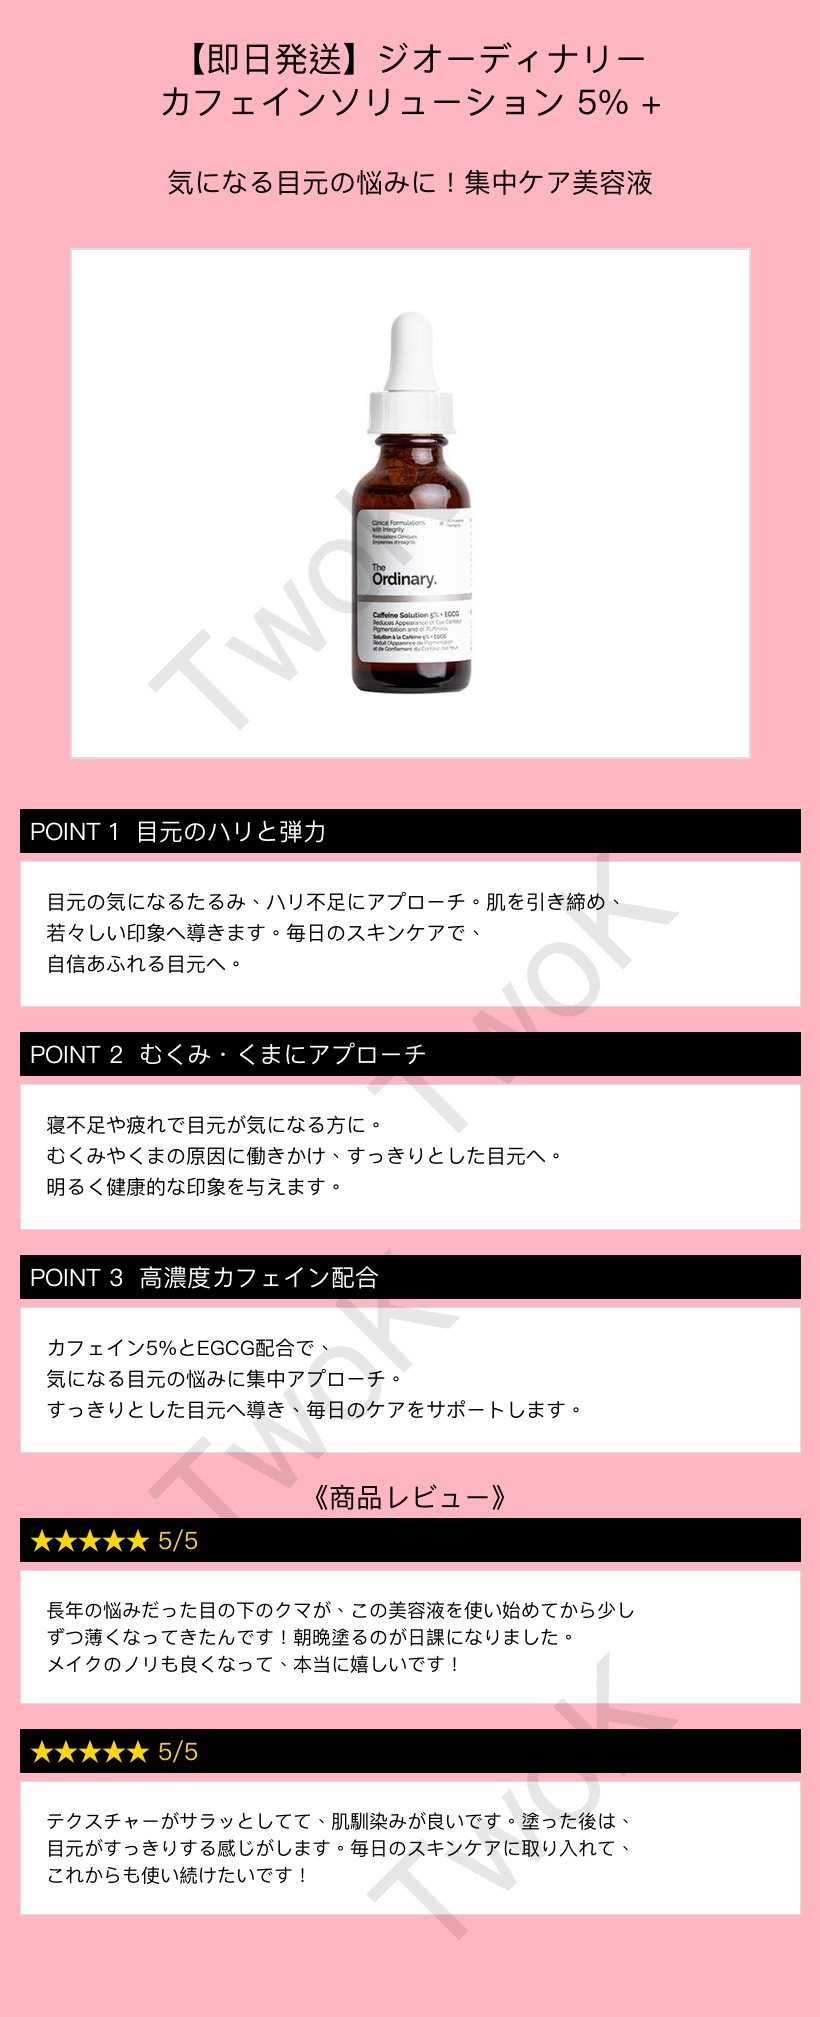 【即日発送】ジオーディナリー
カフェインソリューション 5% +
気になる目元の悩みに！集中ケア美容液
Clinical Formulations
with Integrity.
Formulations Cliniques
Empreintes d'Intégrité.
The
Ordinary.
Caffeine Solution 5% + EGCG
Reduces Appearance of Eye Contour
Pigmentation and of Puffiness.
Solution à la Caféine 5% + EGCG
Réduit l'Apparence de Pigmentation
et de Gonflement du Contour des Yeux.
TwoK
POINT 1 目元のハリと弾力
目元の気になるたるみ、ハリ不足にアプローチ。肌を引き締め、
若々しい印象へ導きます。毎日のスキンケアで、
自信あふれる目元へ。
TwoK
POINT 2 むくみ・くまにアプローチ
寝不足や疲れで目元が気になる方に。
むくみやくまの原因に働きかけ、すっきりとした目元へ。
明るく健康的な印象を与えます。
POINT 3 高濃度カフェイン配合
カフェイン5%とEGCG配合で、
気になる目元の悩みに集中アプローチ。
すっきりとした目元へ導き、毎日のケアをサポートします。
TwoK
《商品レビュー》
★★★★★ 5/5
長年の悩みだった目の下のクマが、この美容液を使い始めてから少し
ずつ薄くなってきたんです！朝晩塗るのが日課になりました。
メイクのノリも良くなって、本当に嬉しいです！
★★★★★ 5/5
テクスチャーがサラッとしてて、肌馴染みが良いです。塗った後は、
目元がすっきりする感じがします。毎日のスキンケアに取り入れて、
これからも使い続けたいです！
TwoK